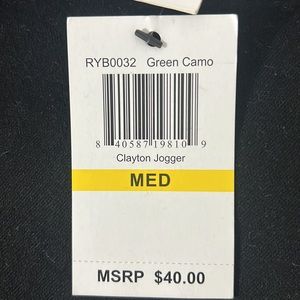 RYB0032 Green Camo
8 40587 19810 9
Clayton Jogger
MED
MSRP $40.00